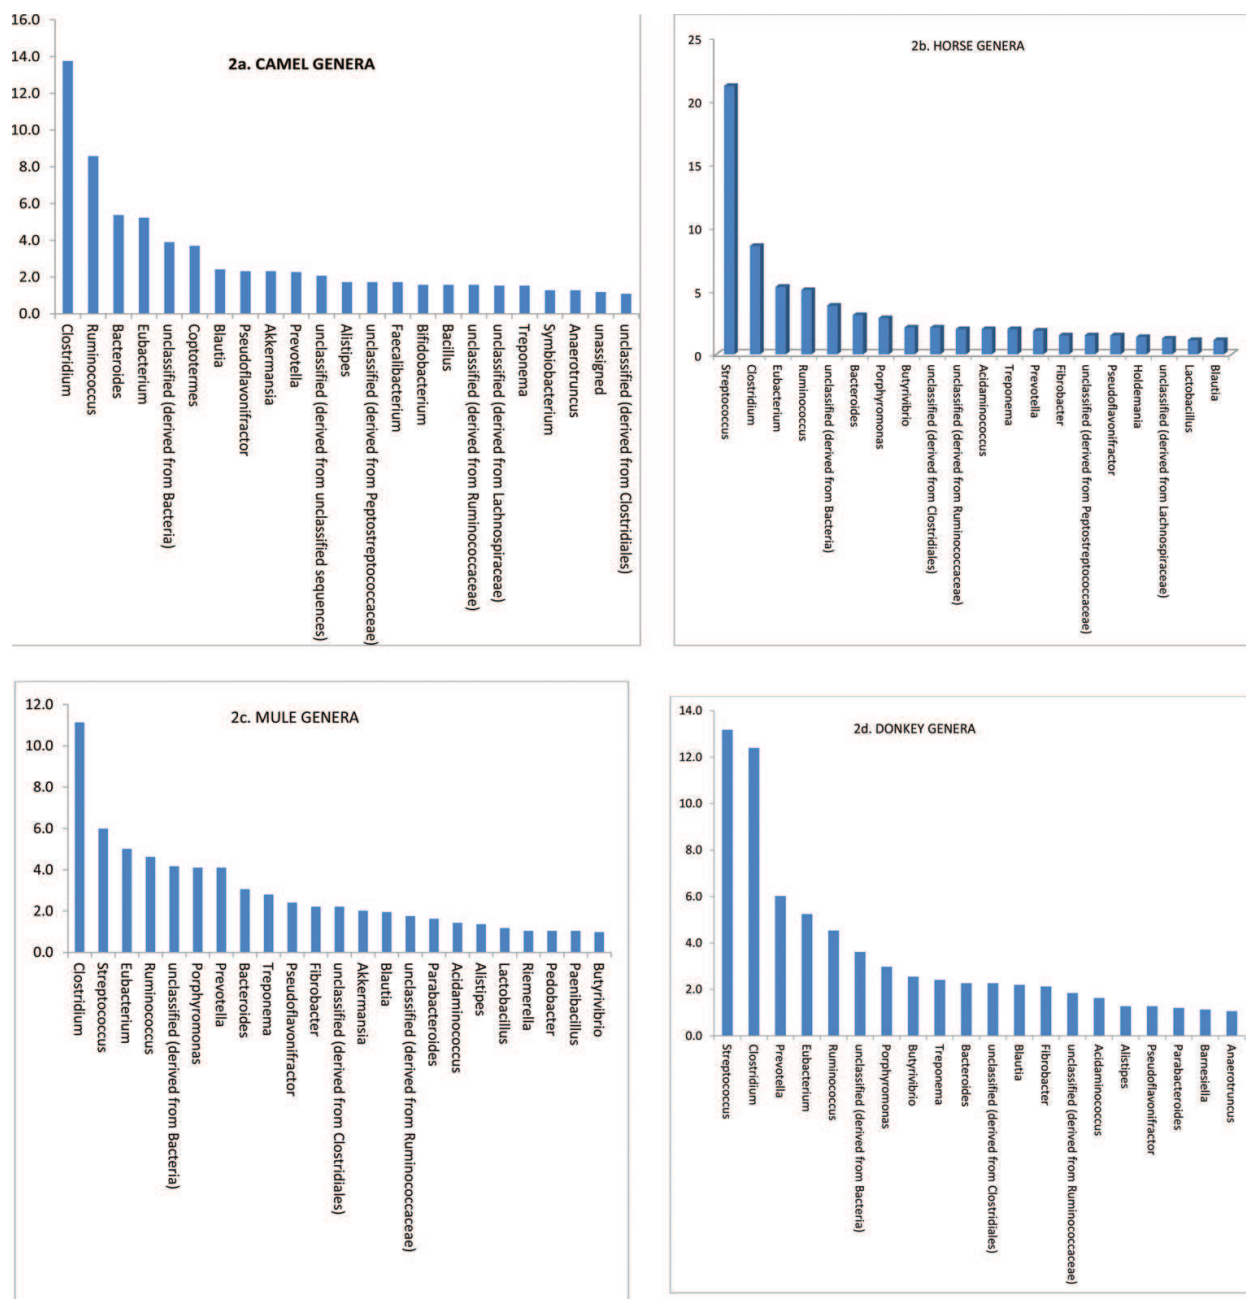 2a. CAMEL GENERA
16.0
14.0
12.0
10.0
8.0
6.0
4.0
2.0
0.0
Clostridium
Ruminococcus
Bacteroides
Eubacterium
unclassified (derived from Bacteria)
Coptotermes
Blautia
Pseudoflavonifractor
Akkermansia
Prevotella
unclassified (derived from unclassified sequences)
Alistipes
unclassified (derived from Peptostreptococcaceae)
Faecalibacterium
Bifidobacterium
Bacillus
unclassified (derived from Ruminococcaceae)
unclassified (derived from Lachnospiraceae)
Treponema
Symbiobacterium
Anaerotruncus
unassigned
unclassified (derived from Clostridiales)
2b. HORSE GENERA
25
20
15
10
5
0
Streptococcus
Clostridium
Eubacterium
Ruminococcus
unclassified (derived from Bacteria)
Bacteroides
Porphyromonas
Butyrivibrio
unclassified (derived from Clostridiales)
unclassified (derived from Ruminococcaceae)
Acidaminococcus
Treponema
Prevotella
Fibrobacter
unclassified (derived from Peptostreptococcaceae)
Pseudoflavonifractor
Holdemania
unclassified (derived from Lachnospiraceae)
Lactobacillus
Blautia
2c. MULE GENERA
12.0
10.0
8.0
6.0
4.0
2.0
0.0
Clostridium
Streptococcus
Eubacterium
Ruminococcus
unclassified (derived from Bacteria)
Porphyromonas
Prevotella
Bacteroides
Treponema
Pseudoflavonifractor
Fibrobacter
unclassified (derived from Clostridiales)
Akkermansia
Blautia
unclassified (derived from Ruminococcaceae)
Parabacteroides
Acidaminococcus
Alistipes
Lactobacillus
Riemerella
Pedobacter
Paenibacillus
Butyrivibrio
2d. DONKEY GENERA
14.0
12.0
10.0
8.0
6.0
4.0
2.0
0.0
Streptococcus
Clostridium
Prevotella
Eubacterium
Ruminococcus
unclassified (derived from Bacteria)
Porphyromonas
Butyrivibrio
Treponema
Bacteroides
unclassified (derived from Clostridiales)
Blautia
Fibrobacter
unclassified (derived from Ruminococcaceae)
Acidaminococcus
Alistipes
Pseudoflavonifractor
Parabacteroides
Barnesiella
Anaerotruncus